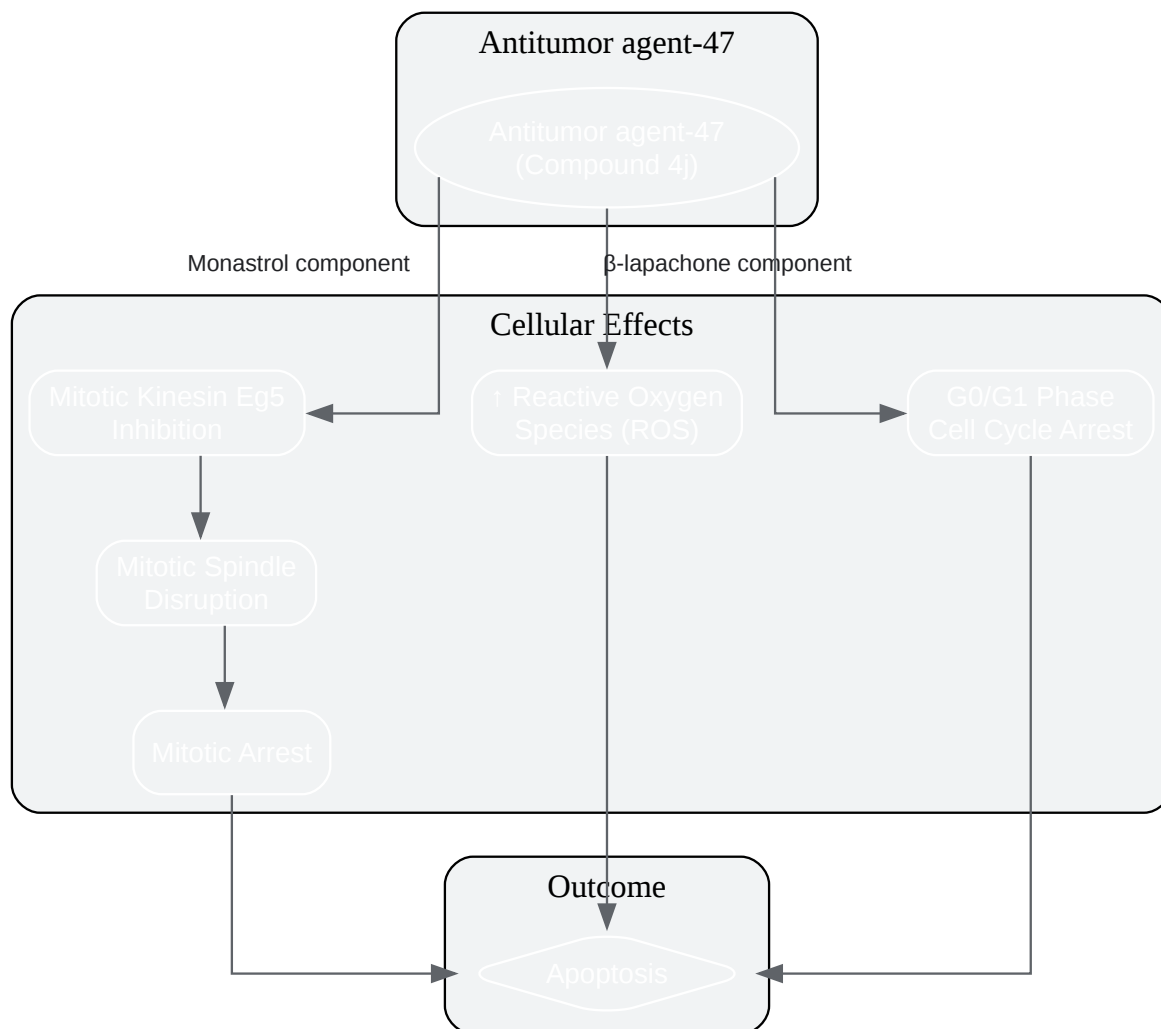 Antitumor agent-47
Antitumor agent-47
(Compound 4j)
Monastrol component
β-lapachone component
Cellular Effects
Mitotic Kinesin Eg5
Inhibition
↑ Reactive Oxygen
Species (ROS)
G0/G1 Phase
Cell Cycle Arrest
Mitotic Spindle
Disruption
Mitotic Arrest
Outcome
Apoptosis